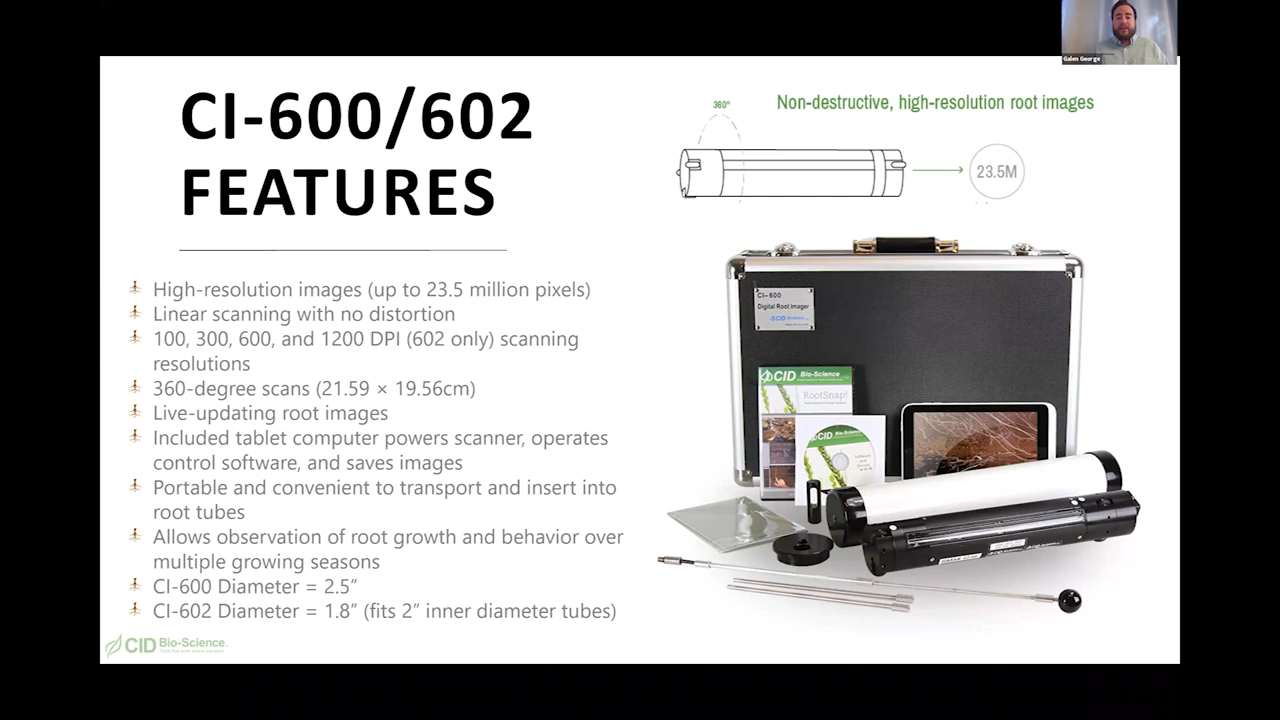 Galen George
CI-600/602
FEATURES
High-resolution images (up to 23.5 million pixels)
Linear scanning with no distortion
100, 300, 600, and 1200 DPI (602 only) scanning
resolutions
360-degree scans (21.59 × 19.56cm)
Live-updating root images
Included tablet computer powers scanner, operates
control software, and saves images
Portable and convenient to transport and insert into
root tubes
Allows observation of root growth and behavior over
multiple growing seasons
CI-600 Diameter = 2.5”
CI-602 Diameter = 1.8” (fits 2” inner diameter tubes)
CID Bio-Science
Non-destructive, high-resolution root images
360°
23.5M
CI-600
Digital Root Imager
CID Bio-Science
CID Bio-Science
RootSnap!
CID Bio-Science